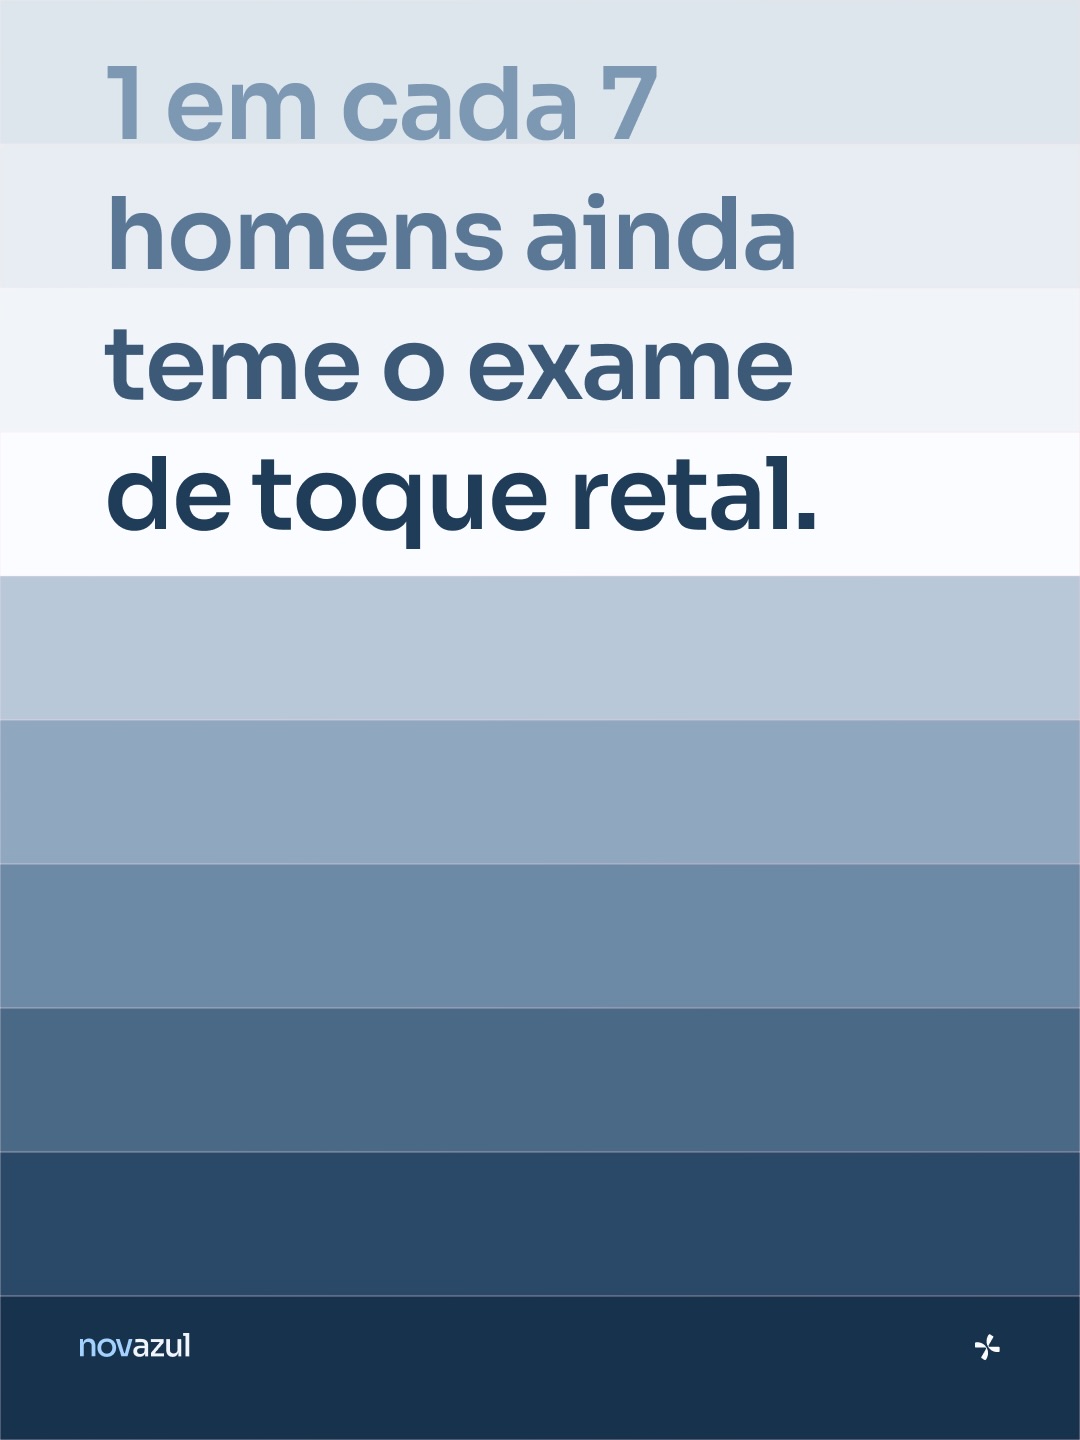 1 em cada 7
homens ainda
teme o exame
de toque retal.
novazul